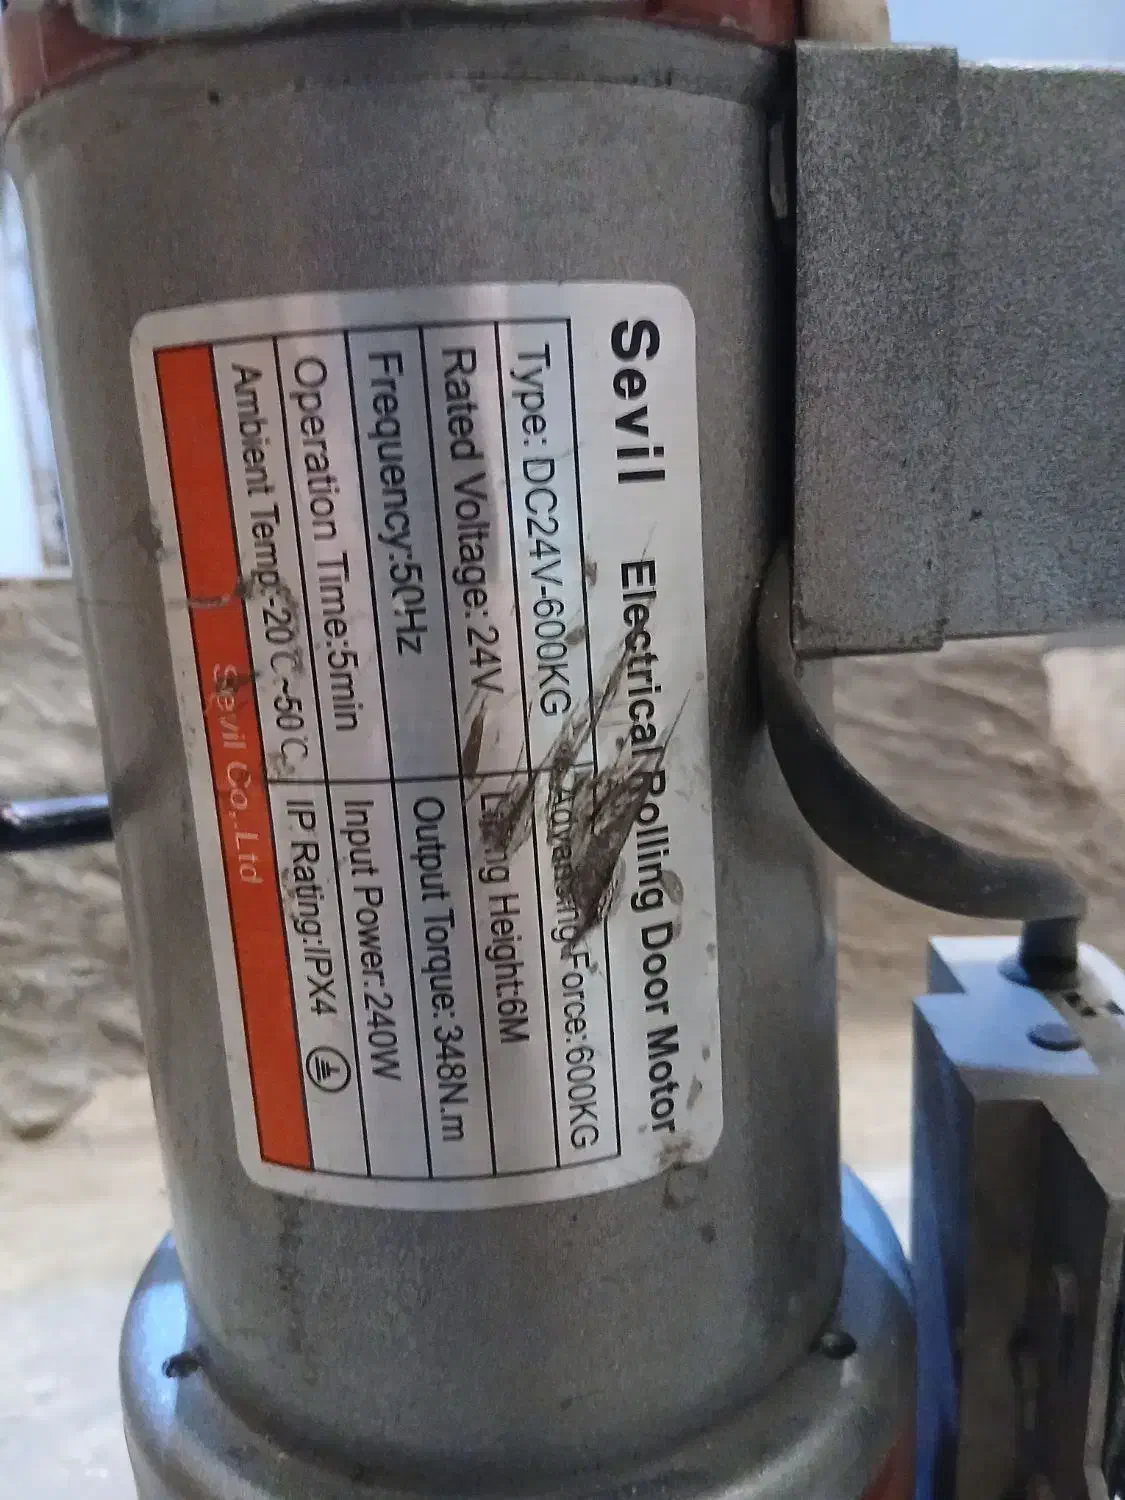 Sevil Electrical Rolling Door Motor
Type: DC24V-600KG Force:600KG
Rated Voltage: 24V Height:6M
Frequency:50Hz Output Torque: 348N.m
Operation Time:5min Input Power:240W
Ambient Temp:-20℃~50℃ IP Rating:IPX4
Sevil Co,.Ltd